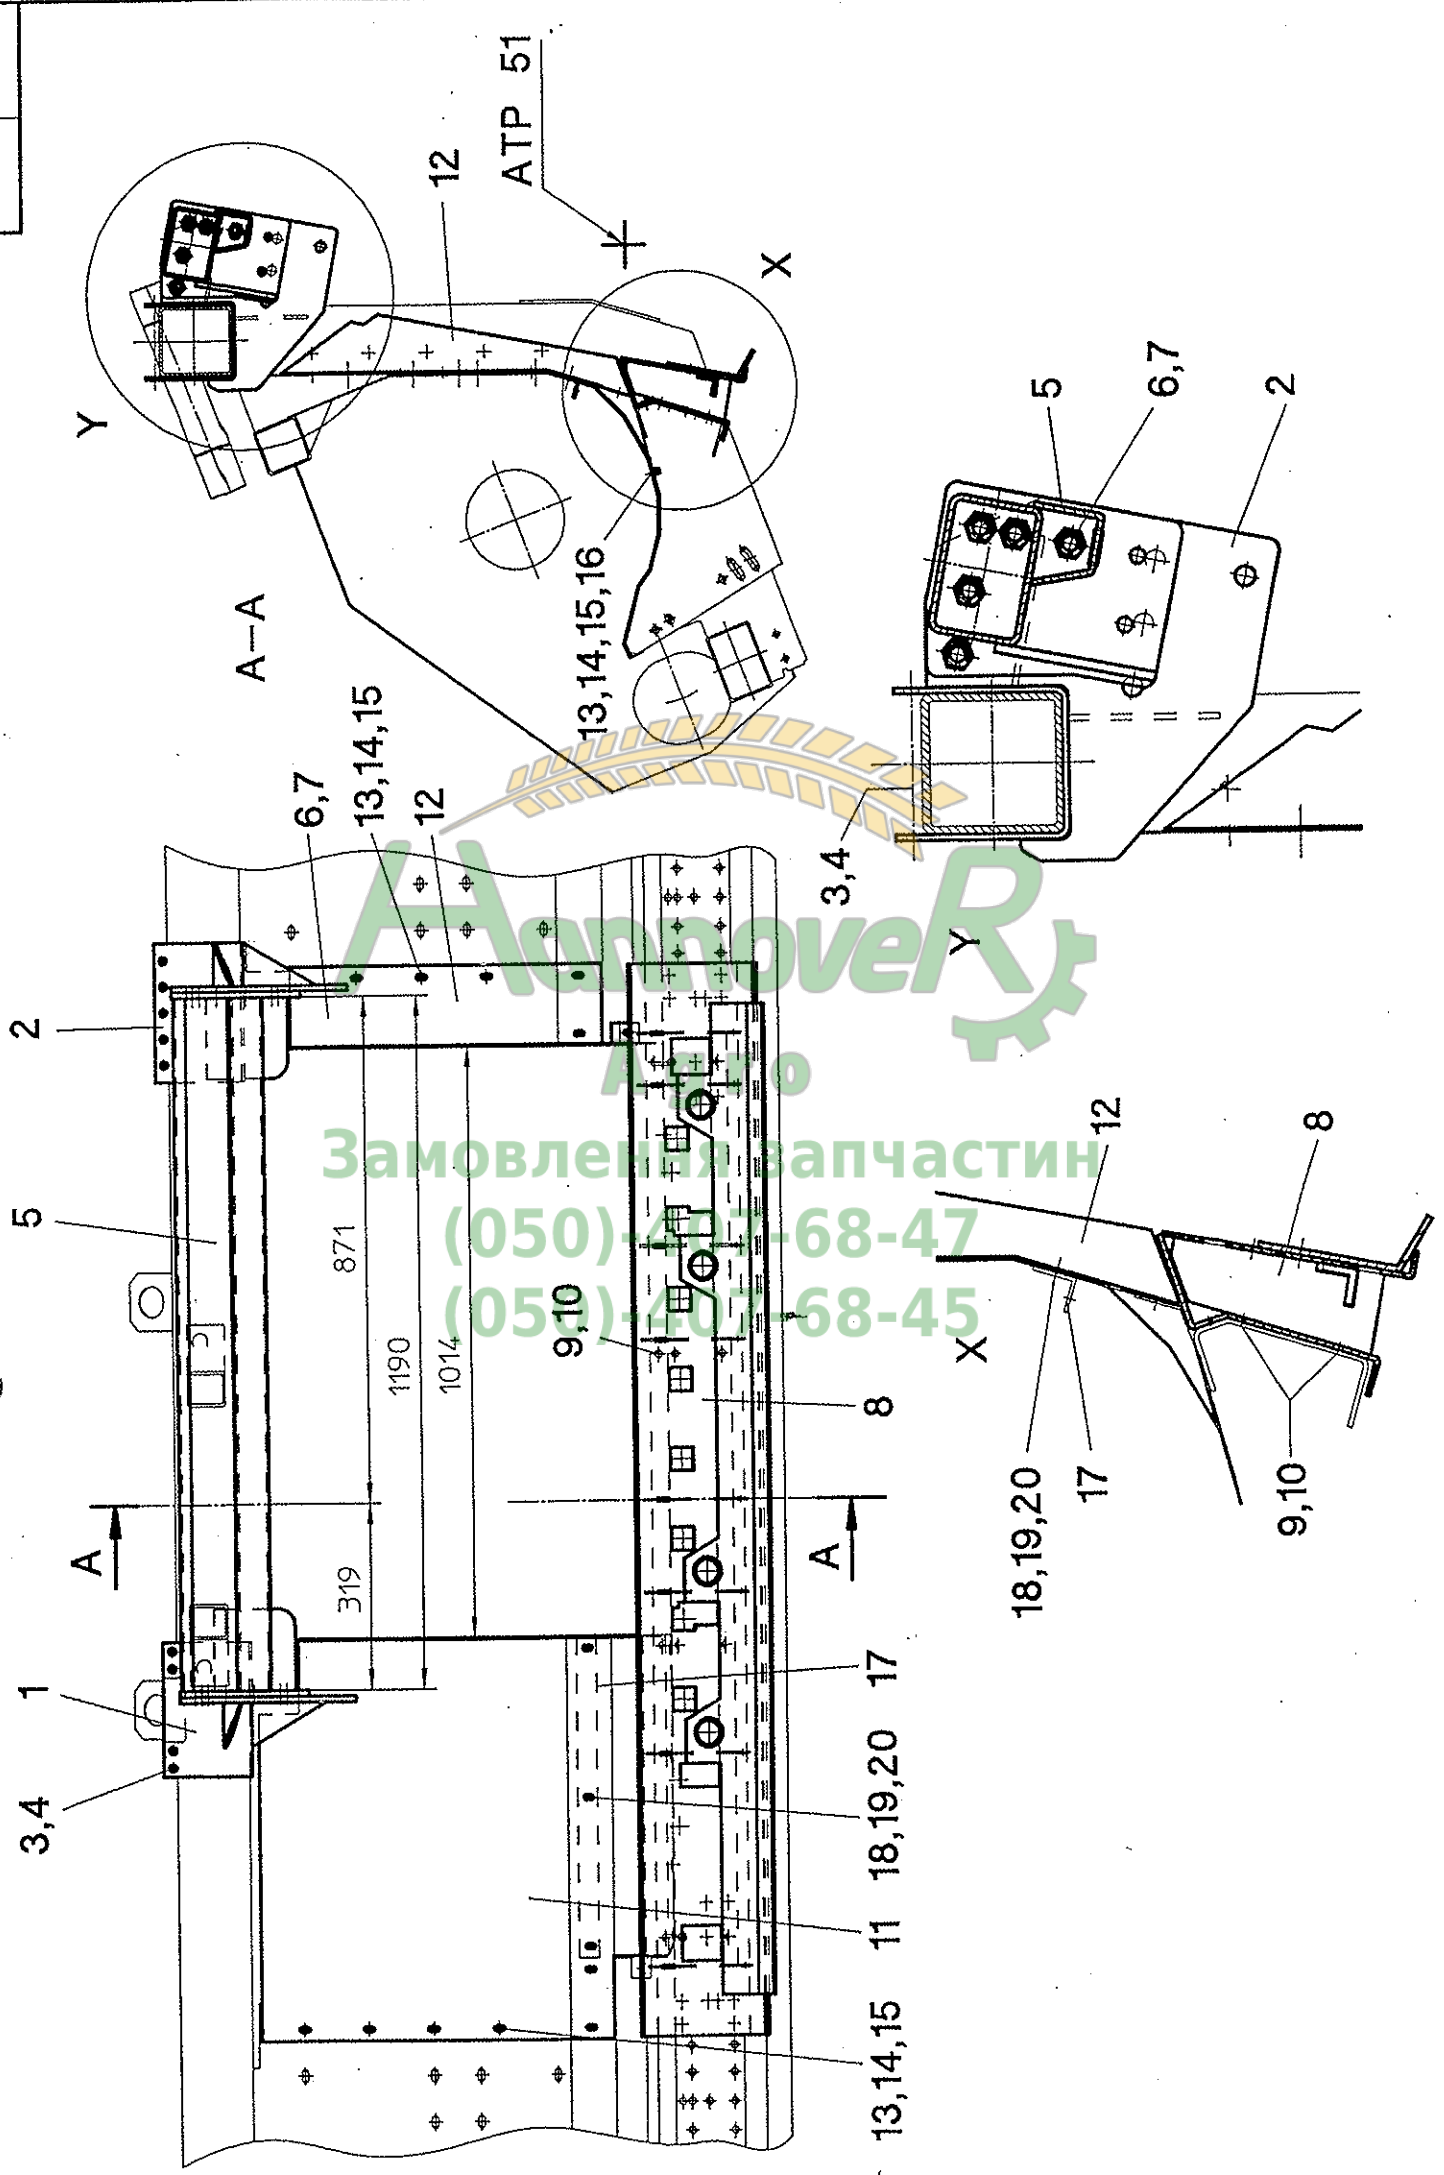 ATP 51
12
Y
X
A—A
13,14,15,16
5
6,7
2
3,4
Y
6,7
13,14,15
12
2
5
871
1190
1014
319
9,10
8
A
A
1
3,4
17
18,19,20
11
13,14,15
12
8
X
18,19,20
17
9,10
HannoveR
Agro
Замовлення запчастин
(050)-407-68-47
(050)-407-68-45